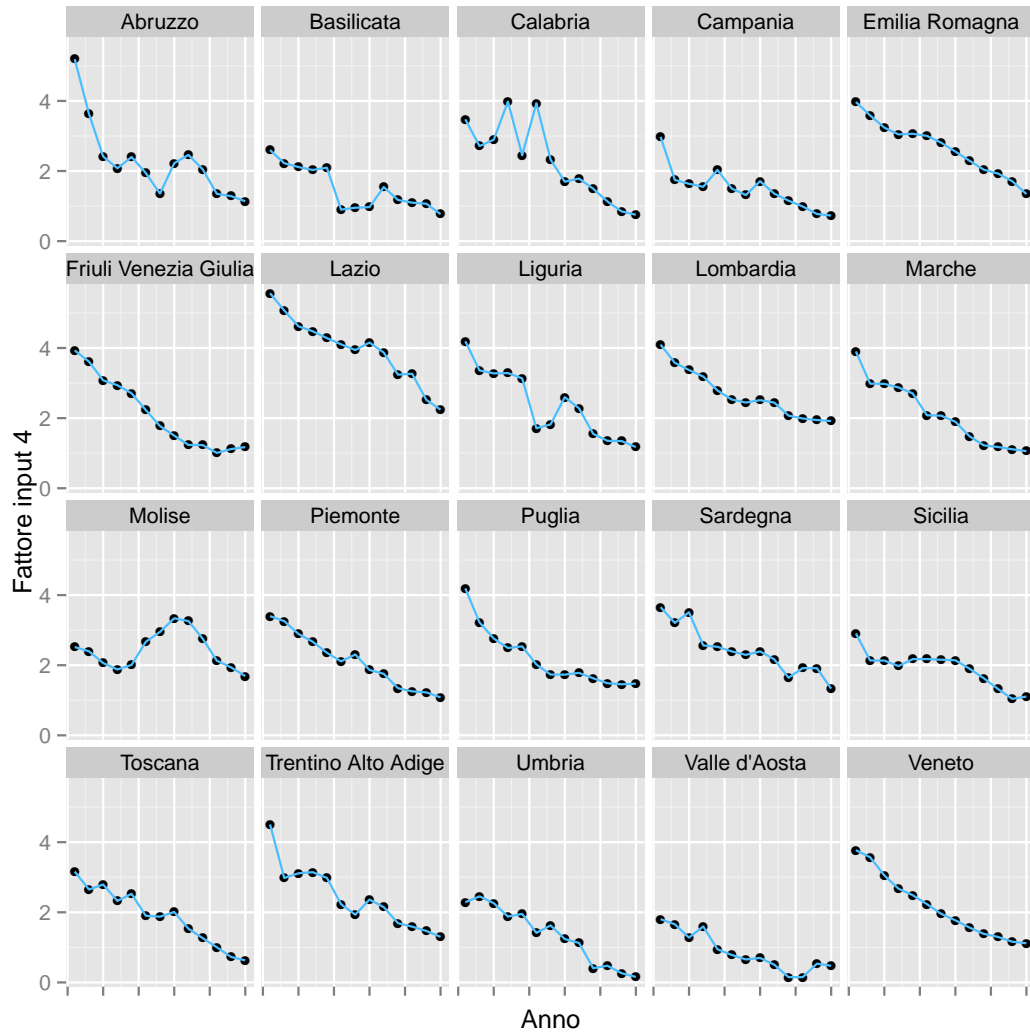 Abruzzo Basilicata Calabria Campania Emilia Romagna
4
2
0
Friuli Venezia Giulia Lazio Liguria Lombardia Marche
4
2
0
Molise Piemonte Puglia Sardegna Sicilia
4
2
0
Toscana Trentino Alto Adige Umbria Valle d'Aosta Veneto
4
2
0
Fattore input 4
Anno